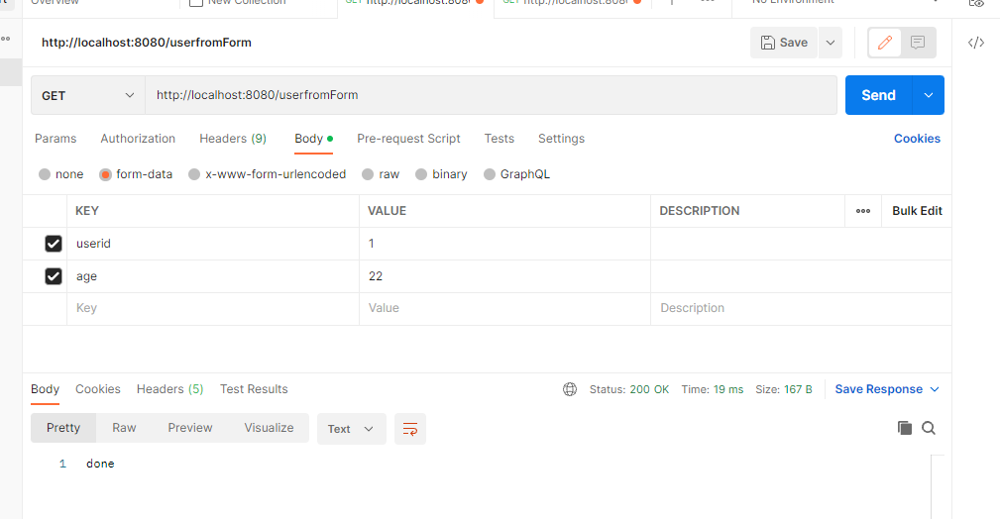 Overview New Collection GET http://localhost:808 GET http://localhost:808 No Environment
http://localhost:8080/userfromForm Save
GET http://localhost:8080/userfromForm Send
Params Authorization Headers (9) Body Pre-request Script Tests Settings Cookies
none form-data x-www-form-urlencoded raw binary GraphQL
KEY VALUE DESCRIPTION Bulk Edit
userid 1
age 22
Key Value Description
Body Cookies Headers (5) Test Results Status: 200 OK Time: 19 ms Size: 167 B Save Response
Pretty Raw Preview Visualize Text
1 done